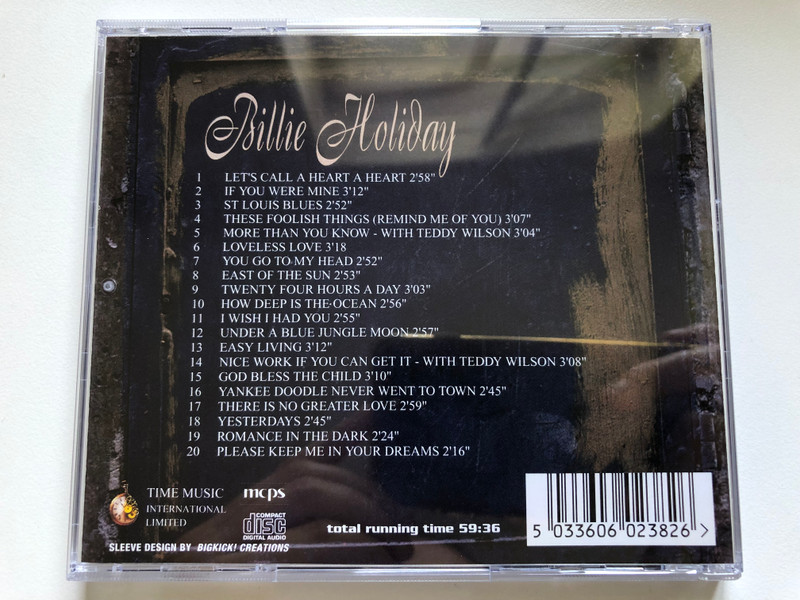 Billie Holiday
1 LET'S CALL A HEART A HEART 2'58"
2 IF YOU WERE MINE 3'12"
3 ST LOUIS BLUES 2'52"
4 THESE FOOLISH THINGS (REMIND ME OF YOU) 3'07"
5 MORE THAN YOU KNOW - WITH TEDDY WILSON 3'04"
6 LOVELESS LOVE 3'18
7 YOU GO TO MY HEAD 2'52"
8 EAST OF THE SUN 2'53"
9 TWENTY FOUR HOURS A DAY 3'03"
10 HOW DEEP IS THE OCEAN 2'56"
11 I WISH I HAD YOU 2'55"
12 UNDER A BLUE JUNGLE MOON 2'57"
13 EASY LIVING 3'12"
14 NICE WORK IF YOU CAN GET IT - WITH TEDDY WILSON 3'08"
15 GOD BLESS THE CHILD 3'10"
16 YANKEE DOODLE NEVER WENT TO TOWN 2'45"
17 THERE IS NO GREATER LOVE 2'59"
18 YESTERDAYS 2'45"
19 ROMANCE IN THE DARK 2'24"
20 PLEASE KEEP ME IN YOUR DREAMS 2'16"
TIME MUSIC
INTERNATIONAL
LIMITED
mcps
COMPACT
disc
DIGITAL AUDIO
total running time 59:36
5 033606 023826 >
SLEEVE DESIGN BY BIGKICK! CREATIONS